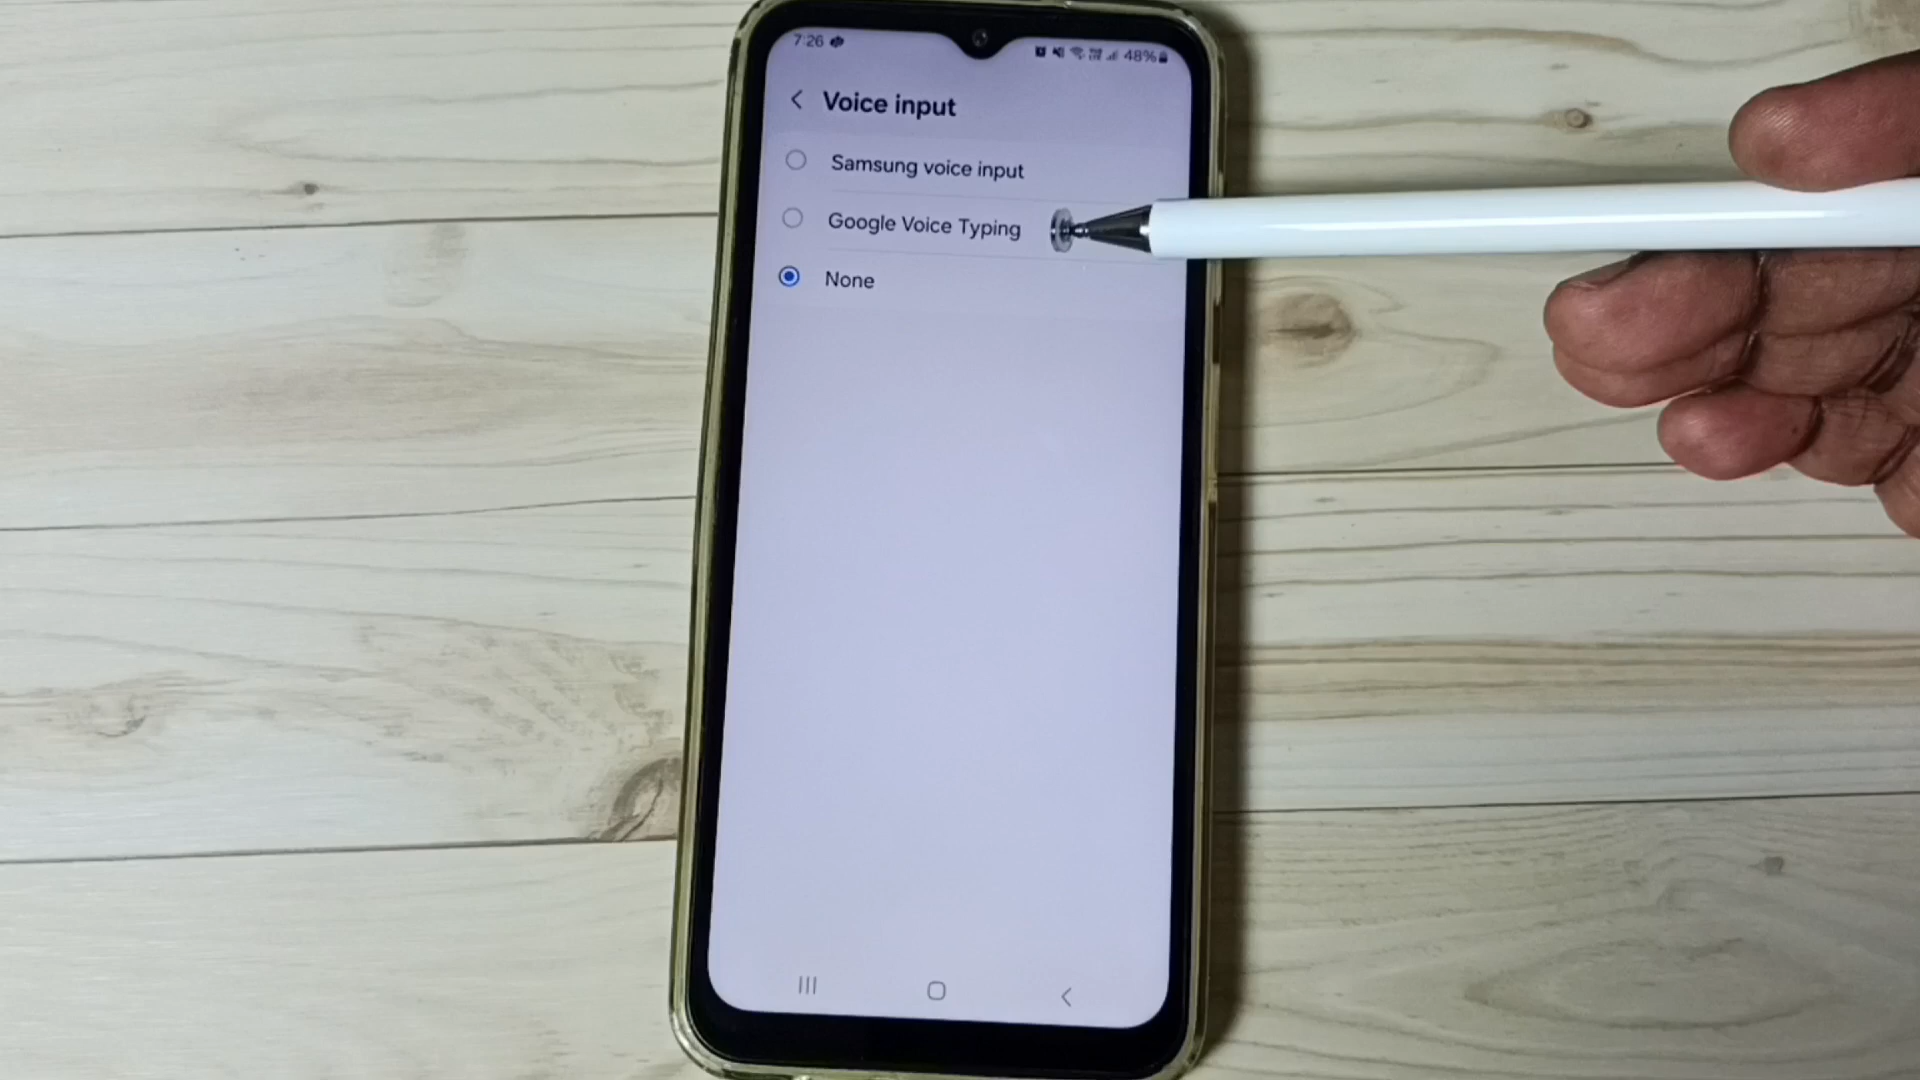 7:26
48%
Voice input
Samsung voice input
Google Voice Typing
None